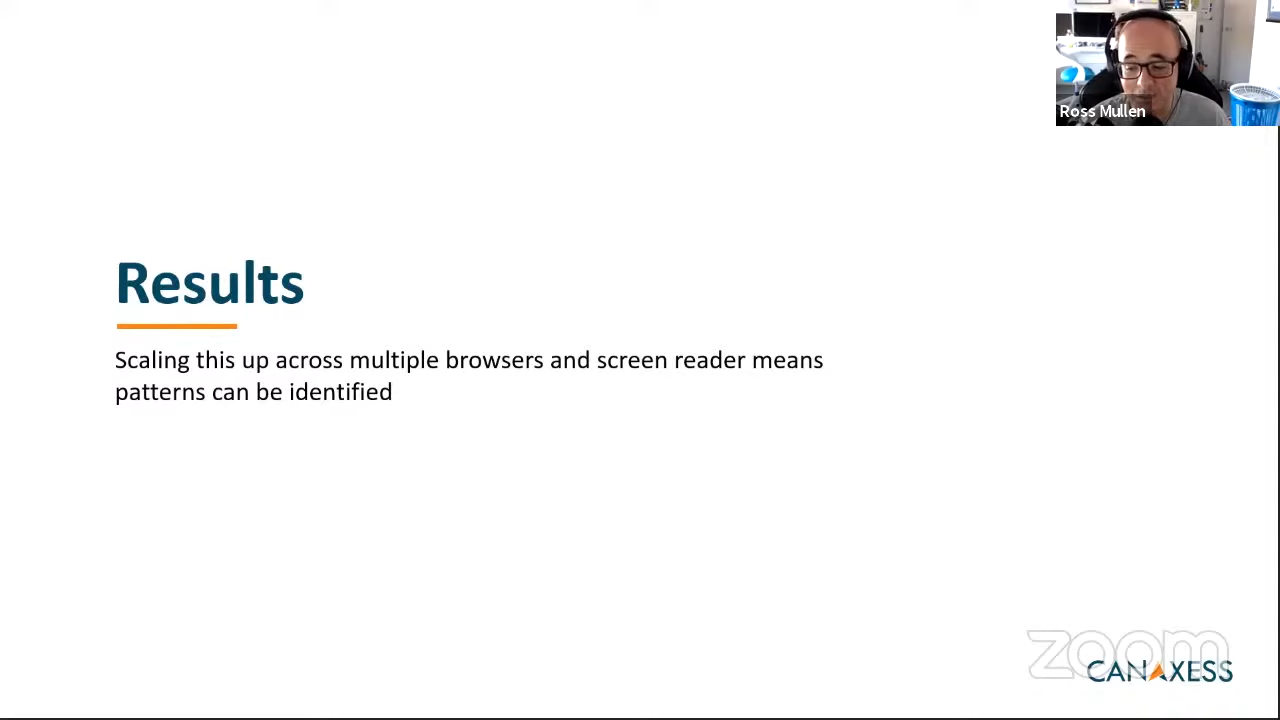 Ross Mullen
Results
Scaling this up across multiple browsers and screen reader means
patterns can be identified
zoom
CANAXESS